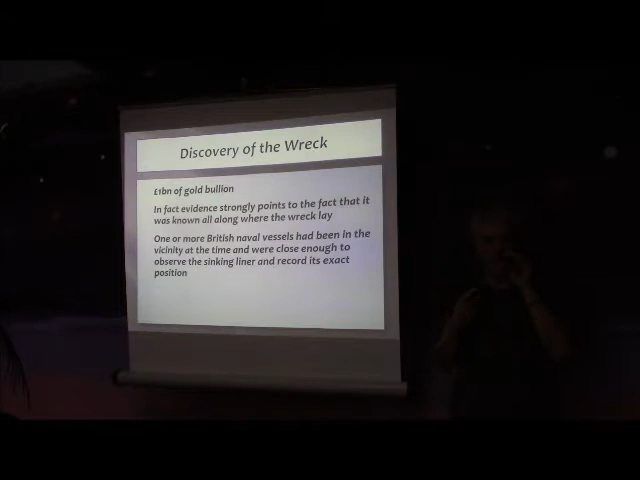 Discovery of the Wreck
£1bn of gold bullion
In fact evidence strongly points to the fact that it
was known all along where the wreck lay
One or more British naval vessels had been in the
vicinity at the time and were close enough to
observe the sinking liner and record its exact
position